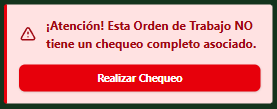 ¡Atención! Esta Orden de Trabajo NO
tiene un chequeo completo asociado.
Realizar Chequeo